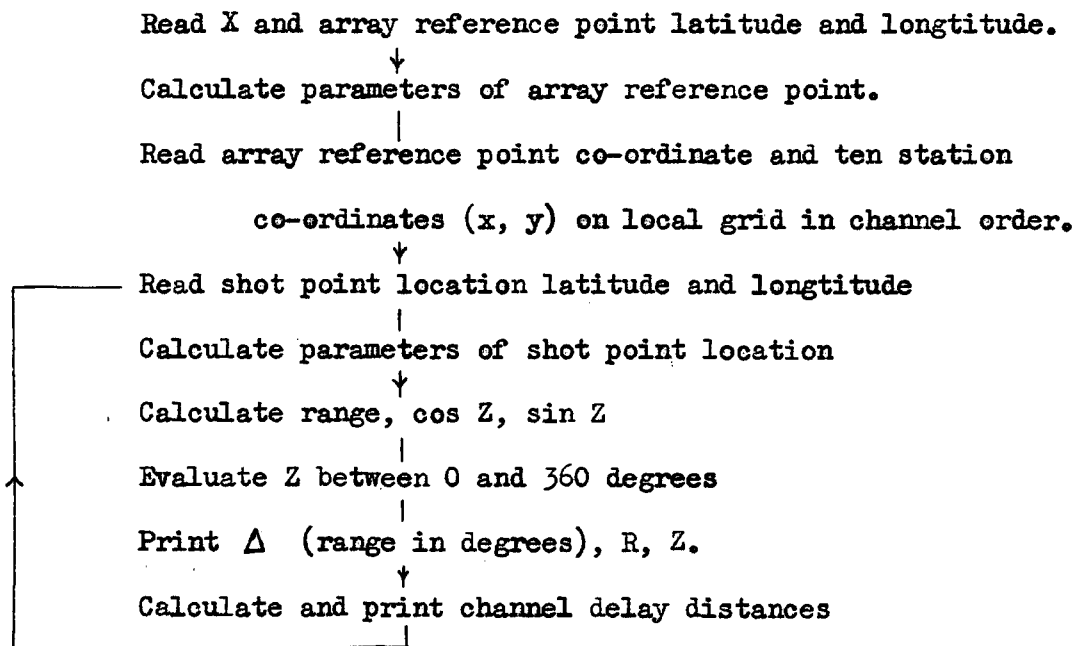 Read X and array reference point latitude and longtitude.
Calculate parameters of array reference point.
Read array reference point co-ordinate and ten station
co-ordinates (x, y) on local grid in channel order.
Read shot point location latitude and longtitude
Calculate parameters of shot point location
Calculate range, cos Z, sin Z
Evaluate Z between 0 and 360 degrees
Print Δ (range in degrees), R, Z.
Calculate and print channel delay distances